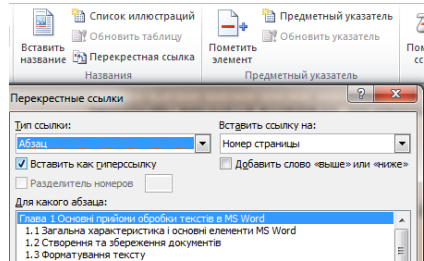 Вставить название
Список иллюстраций
Обновить таблицу
Перекрестная ссылка
Названия
Пометить элемент
Предметный указатель
Обновить указатель
Предметный указатель
Перекрестные ссылки
Тип ссылки:
Вставить ссылку на:
Абзац
Номер страницы
Вставить как гиперссылку
Добавить слово «выше» или «ниже»
Разделитель номеров
Для какого абзаца:
Глава 1 Основні прийоми обробки текстів в MS Word
1.1 Загальна характеристика і основні елементи MS Word
1.2 Створення та збереження документів
1.3 Форматування тексту